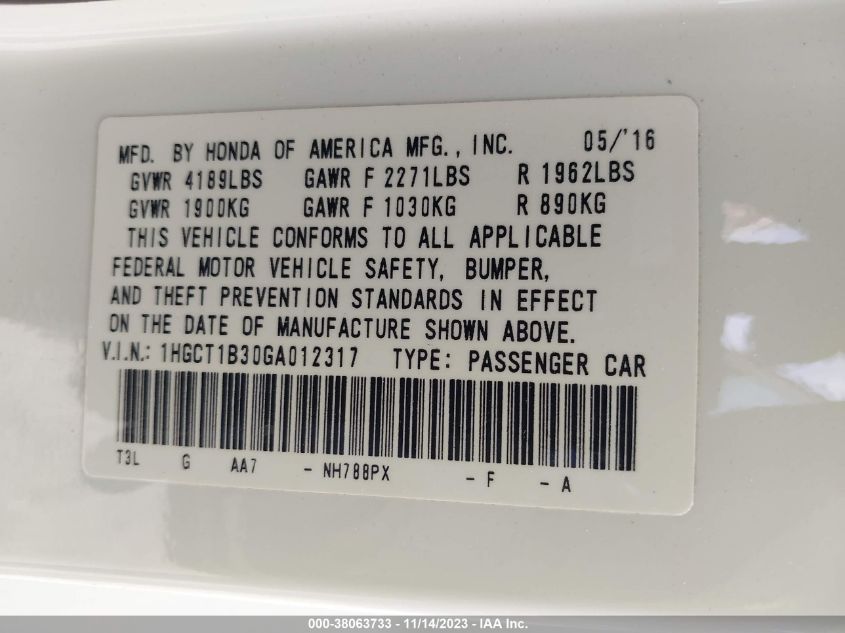 MFD. BY HONDA OF AMERICA MFG., INC. 05/'16
GVWR 4189LBS GAWR F 2271LBS R 1962LBS
GVWR 1900KG GAWR F 1030KG R 890KG
THIS VEHICLE CONFORMS TO ALL APPLICABLE
FEDERAL MOTOR VEHICLE SAFETY, BUMPER,
AND THEFT PREVENTION STANDARDS IN EFFECT
ON THE DATE OF MANUFACTURE SHOWN ABOVE.
V.I.N.: 1HGCT1B30GA012317 TYPE: PASSENGER CAR
T3L G AA7 - NH788PX - F - A
000-38063733 - 11/14/2023 - IAA Inc.